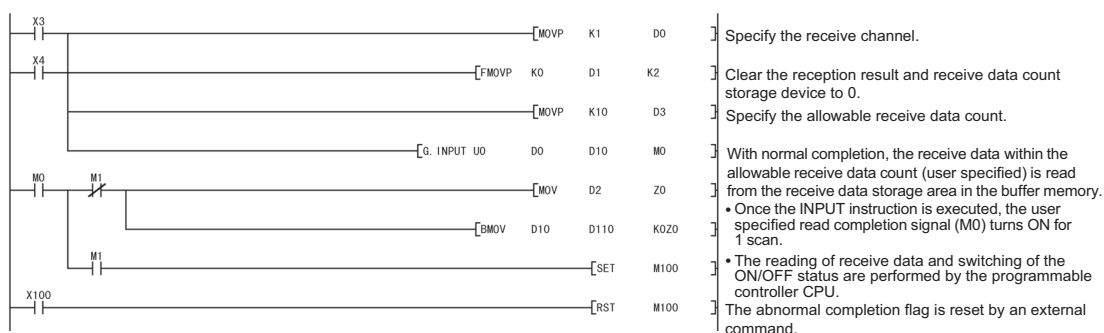 X3
[MOVP K1 D0 ]
Specify the receive channel.
X4
[FMOVP K0 D1 K2 ]
Clear the reception result and receive data count
storage device to 0.
[MOVP K10 D3 ]
Specify the allowable receive data count.
[G. INPUT U0 D0 D10 M0 ]
With normal completion, the receive data within the
allowable receive data count (user specified) is read
from the receive data storage area in the buffer memory.
M0 M1
[MOV D2 Z0 ]
• Once the INPUT instruction is executed, the user
specified read completion signal (M0) turns ON for
1 scan.
[BMOV D10 D110 K0Z0 ]
M1
[SET M100 ]
• The reading of receive data and switching of the
ON/OFF status are performed by the programmable
controller CPU.
X100
[RST M100 ]
The abnormal completion flag is reset by an external
command.